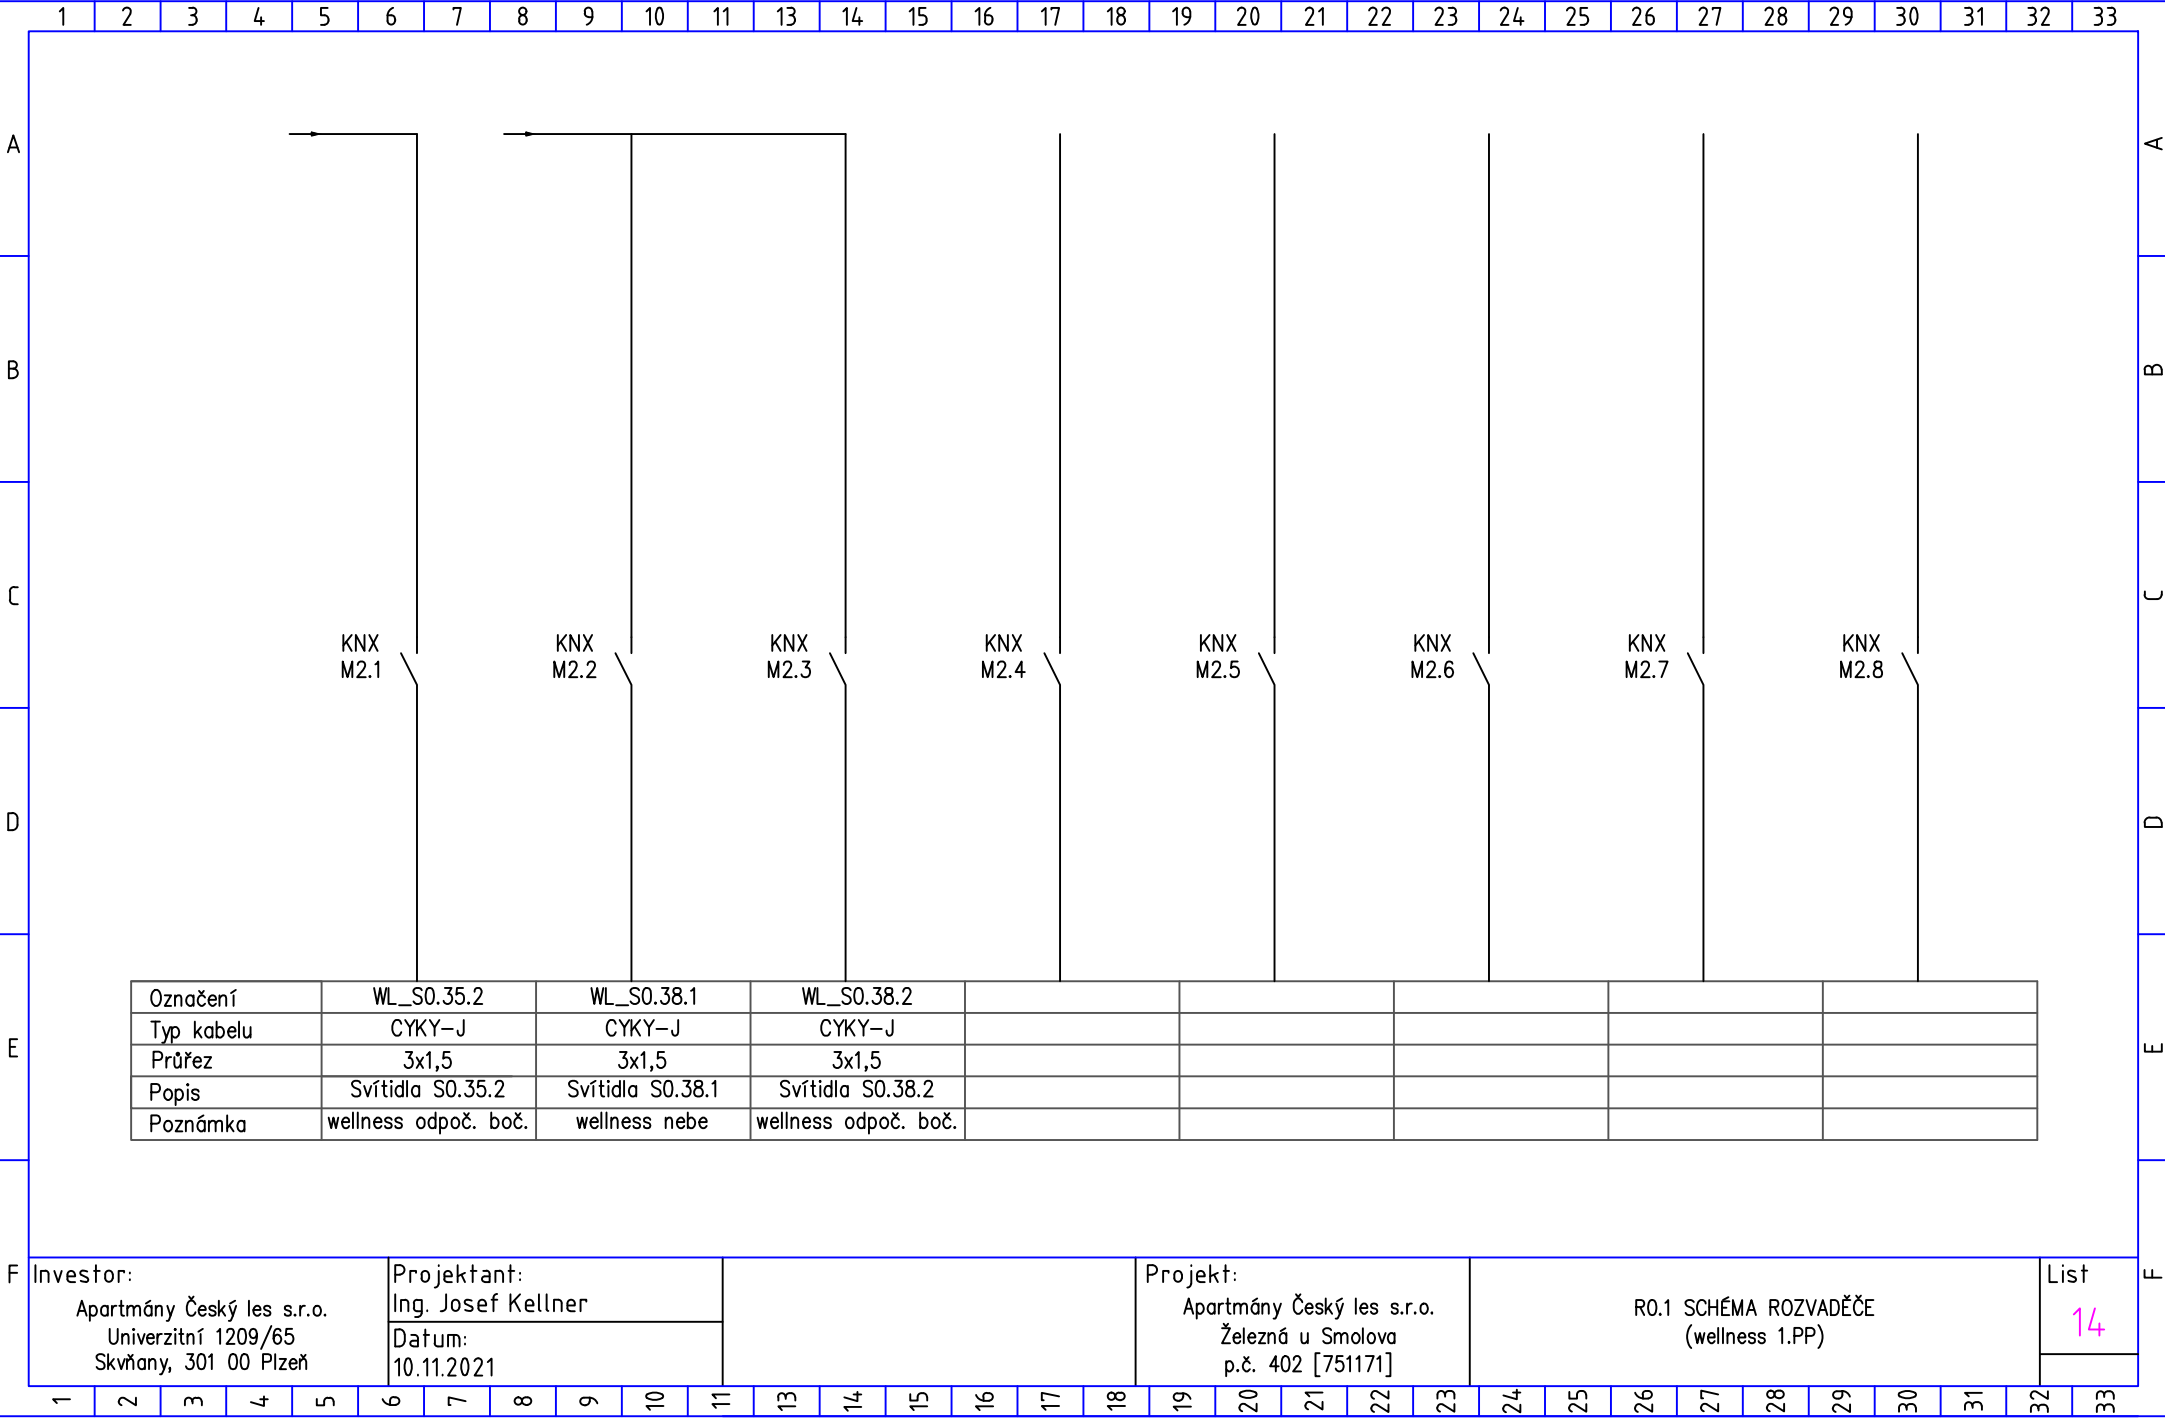 1 2 3 4 5 6 7 8 9 10 11 13 14 15 16 17 18 19 20 21 22 23 24 25 26 27 28 29 30 31 32 33
A A
B B
C C
KNX KNX KNX KNX KNX KNX KNX KNX
M2.1 M2.2 M2.3 M2.4 M2.5 M2.6 M2.7 M2.8
D D
Označení WL_S0.35.2 WL_S0.38.1 WL_S0.38.2
Typ kabelu CYKY-J CYKY-J CYKY-J
E E
Průřez 3x1,5 3x1,5 3x1,5
Popis Svítidla S0.35.2 Svítidla S0.38.1 Svítidla S0.38.2
Poznámka wellness odpoč. boč. wellness nebe wellness odpoč. boč.
F F
Investor:
Apartmány Český les s.r.o.
Univerzitní 1209/65
Skvňany, 301 00 Plzeň
Projektant:
Ing. Josef Kellner
Datum:
10.11.2021
Projekt:
Apartmány Český les s.r.o.
Železná u Smolova
p.č. 402 [751171]
R0.1 SCHÉMA ROZVADĚČE
(wellness 1.PP)
List
14
1 2 3 4 5 6 7 8 9 10 11 13 14 15 16 17 18 19 20 21 22 23 24 25 26 27 28 29 30 31 32 33